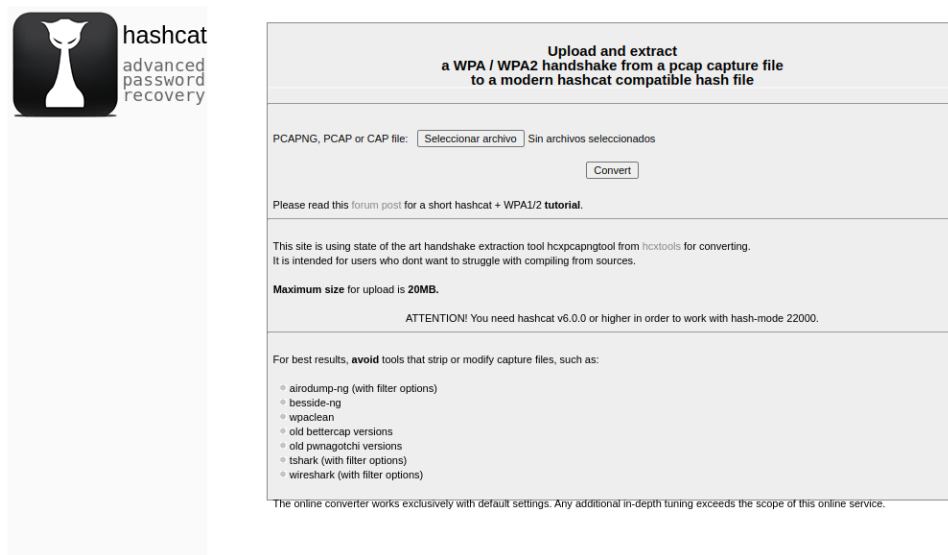 hashcat
advanced
password
recovery
Upload and extract
a WPA / WPA2 handshake from a pcap capture file
to a modern hashcat compatible hash file
PCAPNG, PCAP or CAP file: Seleccionar archivo Sin archivos seleccionados
Convert
Please read this forum post for a short hashcat + WPA1/2 tutorial.
This site is using state of the art handshake extraction tool hcxpcapngtool from hcxtools for converting.
It is intended for users who dont want to struggle with compiling from sources.
Maximum size for upload is 20MB.
ATTENTION! You need hashcat v6.0.0 or higher in order to work with hash-mode 22000.
For best results, avoid tools that strip or modify capture files, such as:
airodump-ng (with filter options)
besside-ng
wpaclean
old bettercap versions
old pwnagotchi versions
tshark (with filter options)
wireshark (with filter options)
The online converter works exclusively with default settings. Any additional in-depth tuning exceeds the scope of this online service.